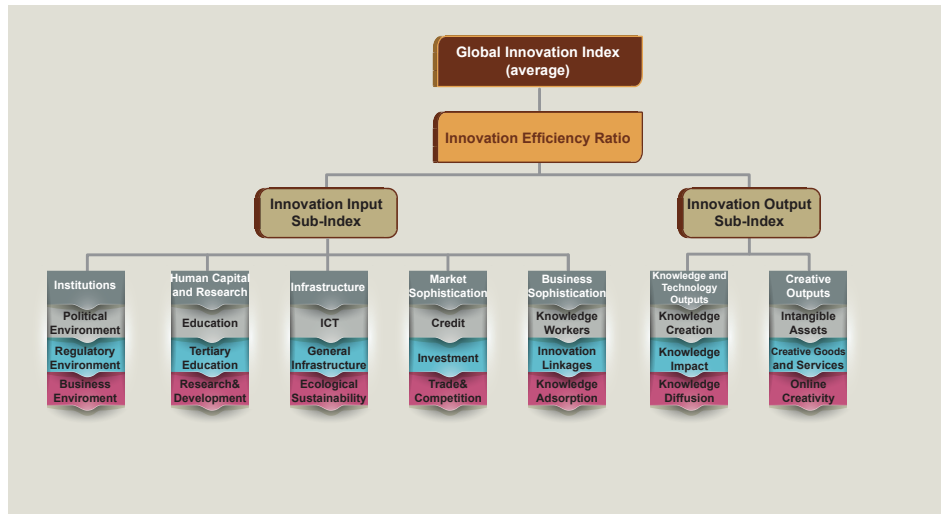 Global Innovation Index
(average)
Innovation Efficiency Ratio
Innovation Input
Sub-Index
Innovation Output
Sub-Index
Institutions
Political
Environment
Regulatory
Environment
Business
Enviroment
Human Capital
and Research
Education
Tertiary
Education
Research&
Development
Infrastructure
ICT
General
Infrastructure
Ecological
Sustainability
Market
Sophistication
Credit
Investment
Trade&
Competition
Business
Sophistication
Knowledge
Workers
Innovation
Linkages
Knowledge
Adsorption
Knowledge and
Technology
Outputs
Knowledge
Creation
Knowledge
Impact
Knowledge
Diffusion
Creative
Outputs
Intangible
Assets
Creative Goods
and Services
Online
Creativity